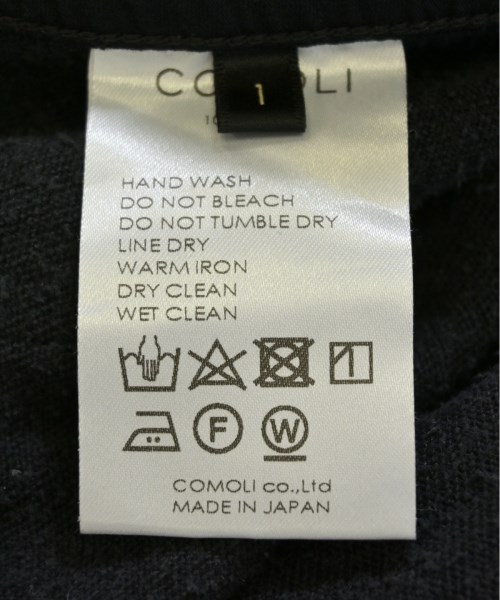 1
HAND WASH
DO NOT BLEACH
DO NOT TUMBLE DRY
LINE DRY
WARM IRON
DRY CLEAN
WET CLEAN
F W
COMOLI co.,Ltd
MADE IN JAPAN